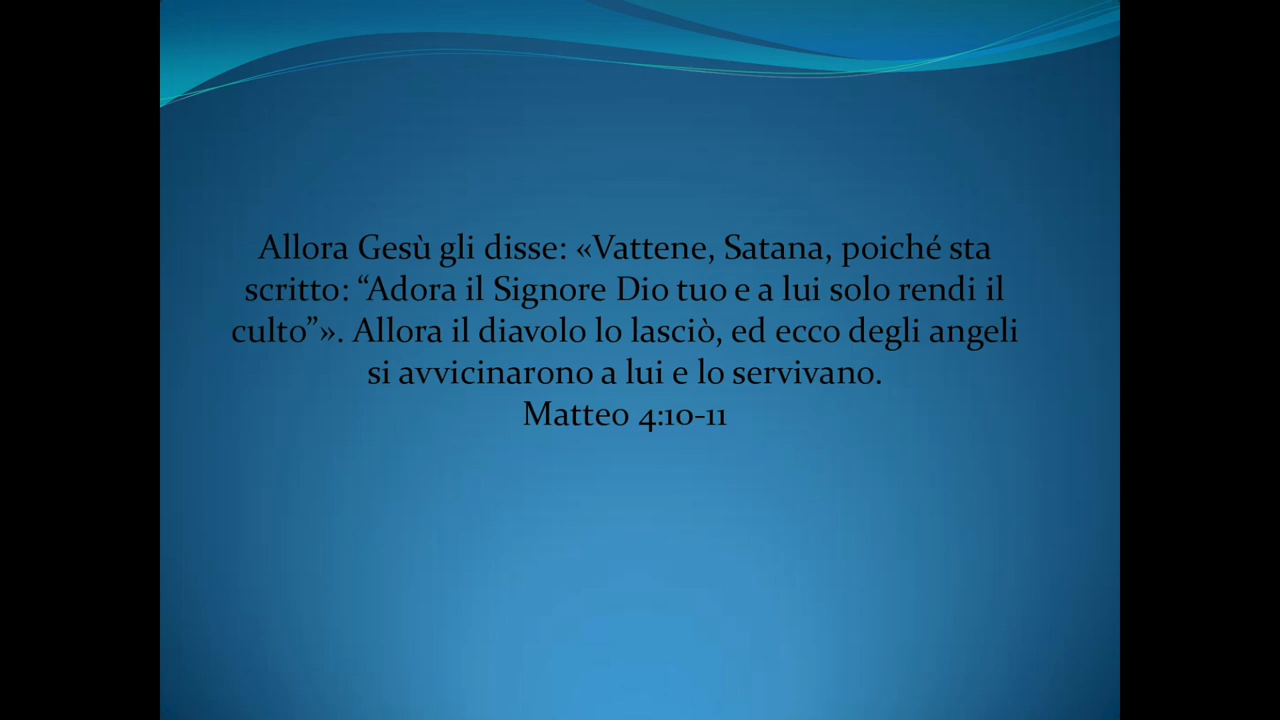 Allora Gesù gli disse: «Vattene, Satana, poiché sta
scritto: “Adora il Signore Dio tuo e a lui solo rendi il
culto”». Allora il diavolo lo lasciò, ed ecco degli angeli
si avvicinarono a lui e lo servivano.
Matteo 4:10-11